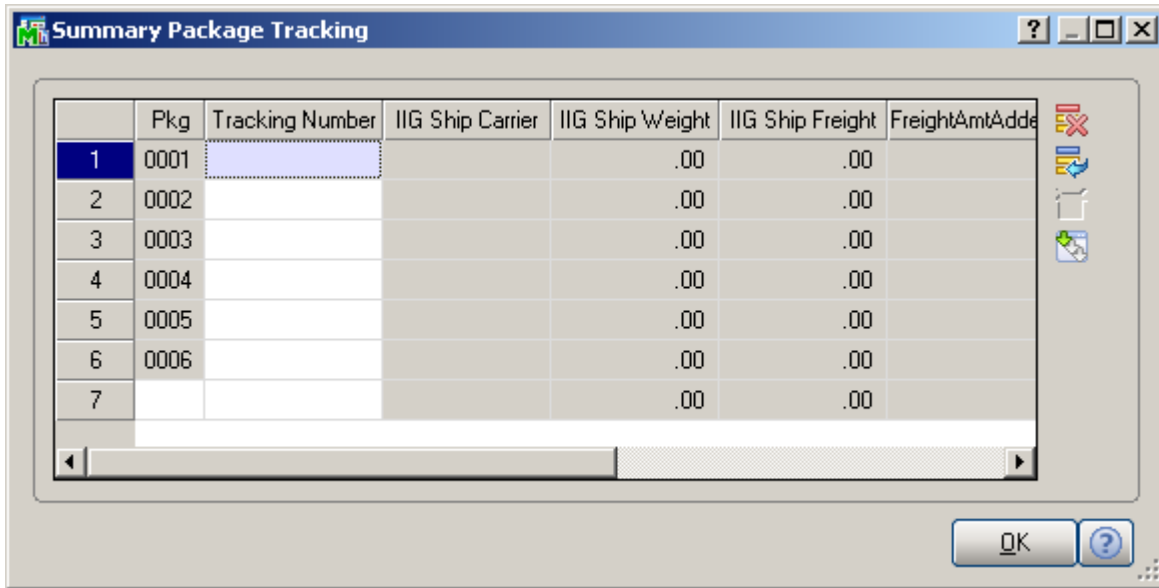 Summary Package Tracking
Pkg Tracking Number IIG Ship Carrier IIG Ship Weight IIG Ship Freight FreightAmtAdde
1 0001 .00 .00
2 0002 .00 .00
3 0003 .00 .00
4 0004 .00 .00
5 0005 .00 .00
6 0006 .00 .00
7 .00 .00
OK